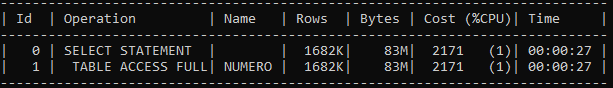 --------------------------------------------------------------------------
| Id  | Operation         | Name   | Rows  | Bytes | Cost (%CPU)| Time     |
--------------------------------------------------------------------------
|   0 | SELECT STATEMENT  |        |  1682K|    83M|  2171   (1)| 00:00:27 |
|   1 |  TABLE ACCESS FULL| NUMERO |  1682K|    83M|  2171   (1)| 00:00:27 |
--------------------------------------------------------------------------